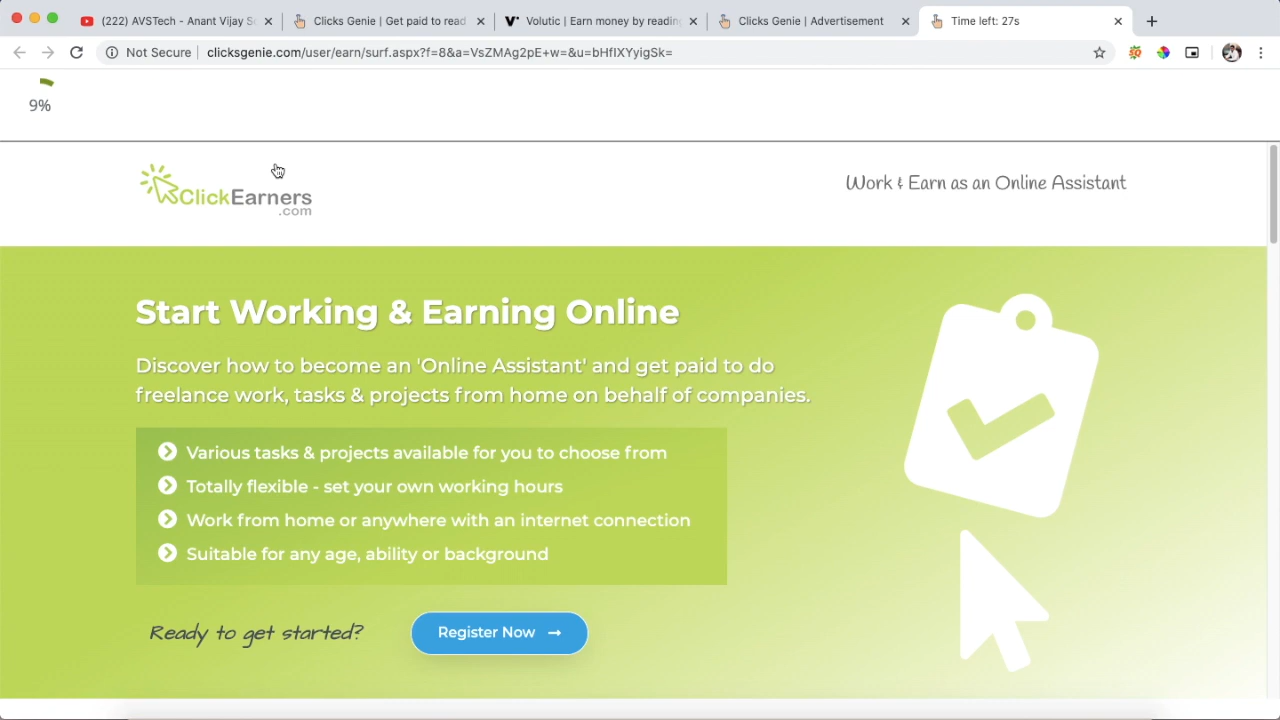 (222) AVSTech - Anant Vijay S
Clicks Genie | Get paid to read
Volutic | Earn money by reading
Clicks Genie | Advertisement
Time left: 27s
Not Secure
clicksgenie.com/user/earn/surf.aspx?f=8&a=VsZMAg2pE+w=&u=bHfIXYyigSk=
9%
ClickEarners
.com
Work & Earn as an Online Assistant
Start Working & Earning Online
Discover how to become an 'Online Assistant' and get paid to do
freelance work, tasks & projects from home on behalf of companies.
Various tasks & projects available for you to choose from
Totally flexible - set your own working hours
Work from home or anywhere with an internet connection
Suitable for any age, ability or background
Ready to get started?
Register Now